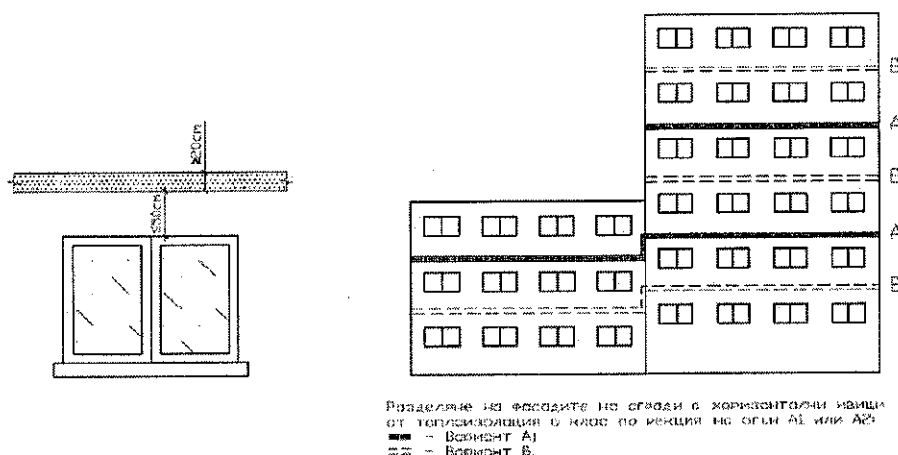 ≥20cm
≤50cm
В
А
В
А
В
Разделяне на фасадите на сгради с хоризонтални ивици
от топлоизолация с клас по реакция на огън А1 или А2:
- Вариант А;
- Вариант В.